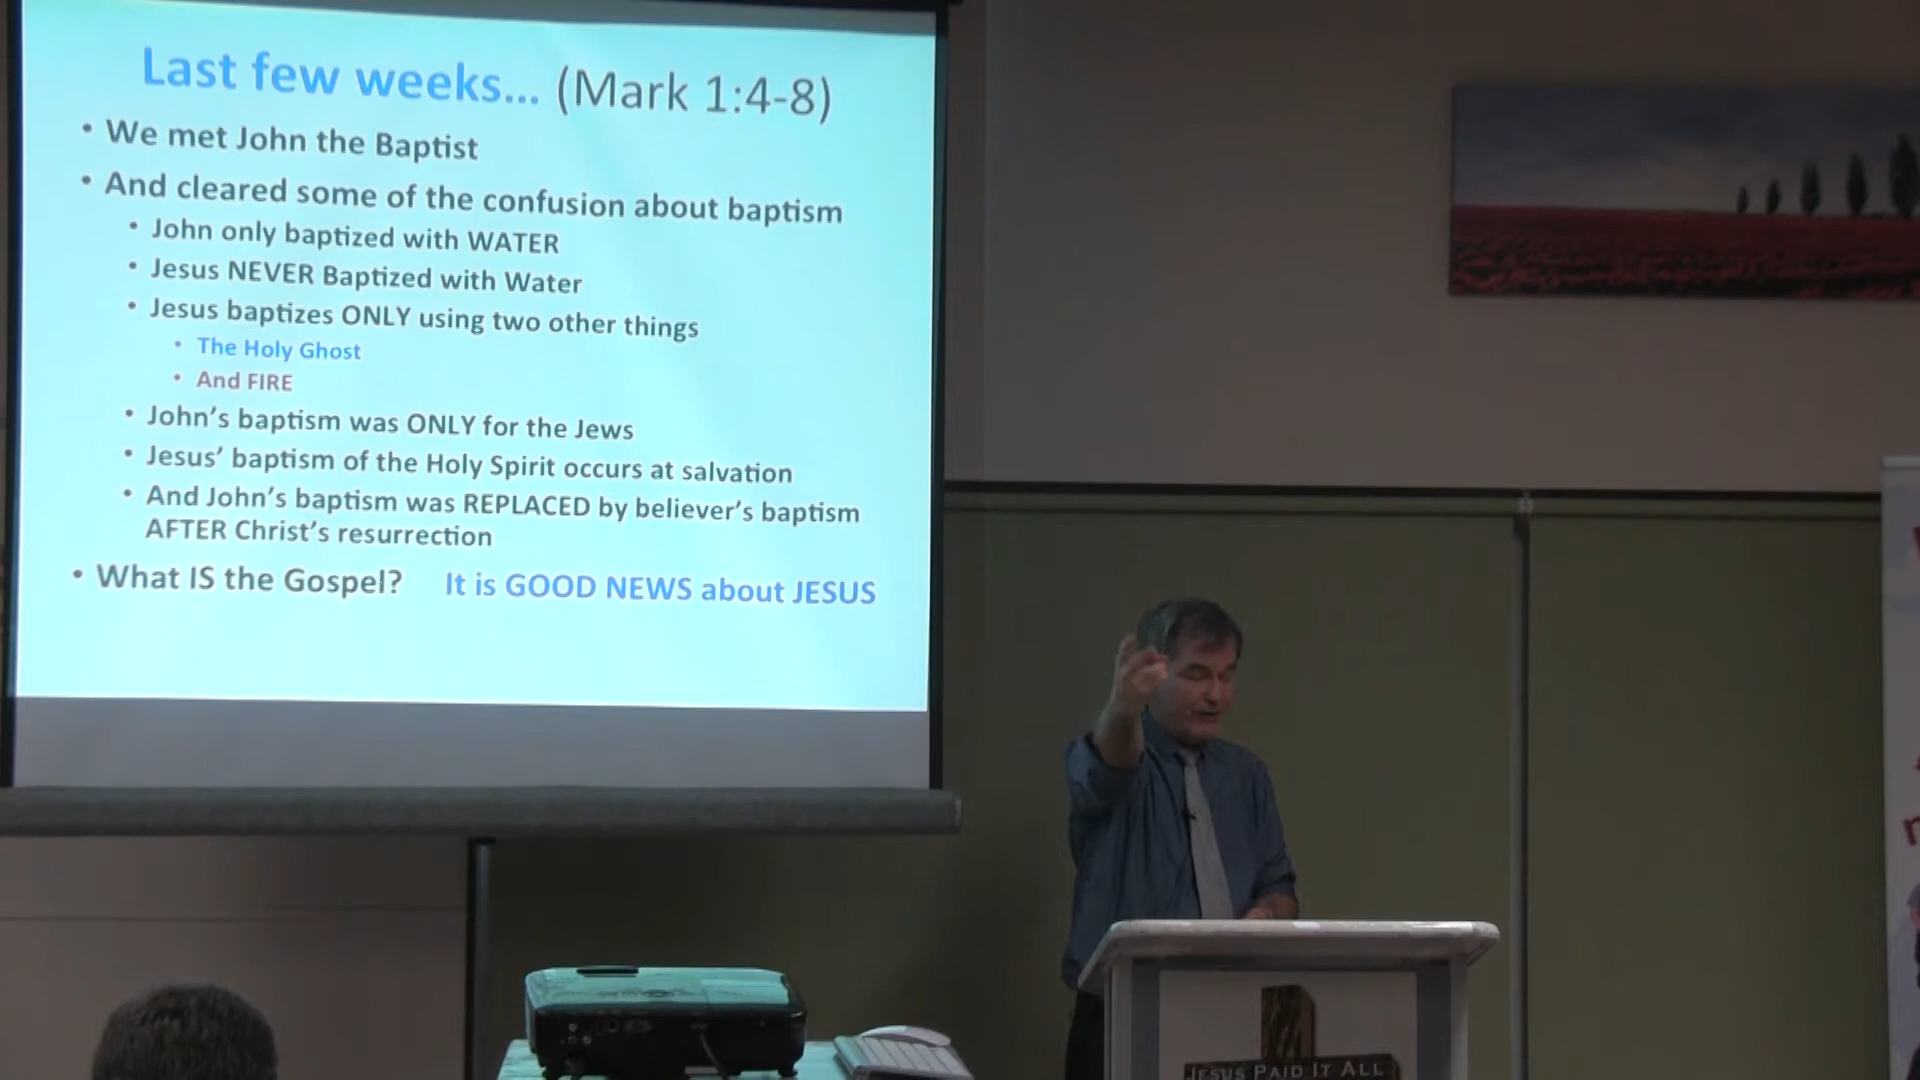 Last few weeks... (Mark 1:4-8)
• We met John the Baptist
• And cleared some of the confusion about baptism
• John only baptized with WATER
• Jesus NEVER Baptized with Water
• Jesus baptizes ONLY using two other things
• The Holy Ghost
• And FIRE
• John’s baptism was ONLY for the Jews
• Jesus’ baptism of the Holy Spirit occurs at salvation
• And John’s baptism was REPLACED by believer’s baptism
AFTER Christ’s resurrection
• What IS the Gospel? It is GOOD NEWS about JESUS
JESUS PAID IT ALL